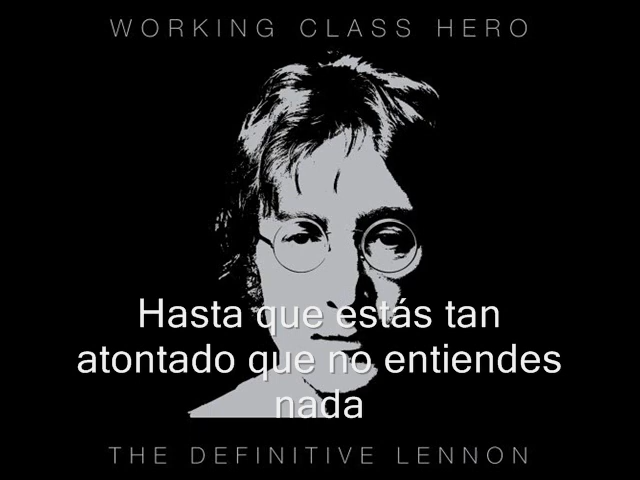 WORKING CLASS HERO
Hasta que estás tan
atontado que no entiendes
nada
THE DEFINITIVE LENNON